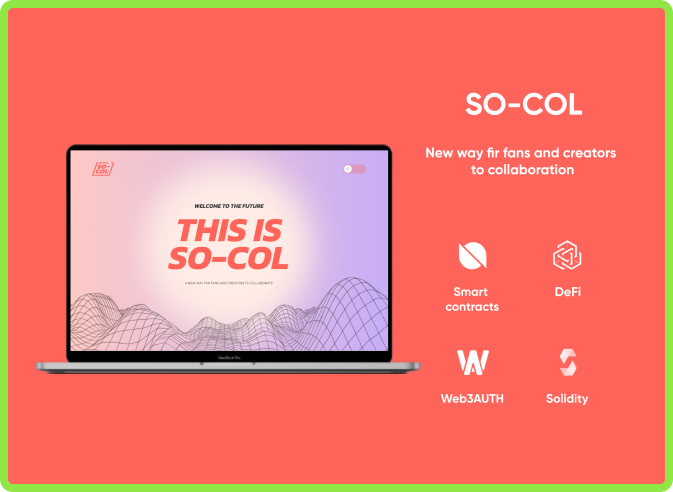 SO-COL
New way fir fans and creators
to collaboration
SO-
COL
WELCOME TO THE FUTURE
THIS IS
SO-COL
A NEW WAY FOR FANS AND CREATORS TO COLLABORATE
MacBook Pro
Smart
contracts
DeFi
Web3AUTH
Solidity